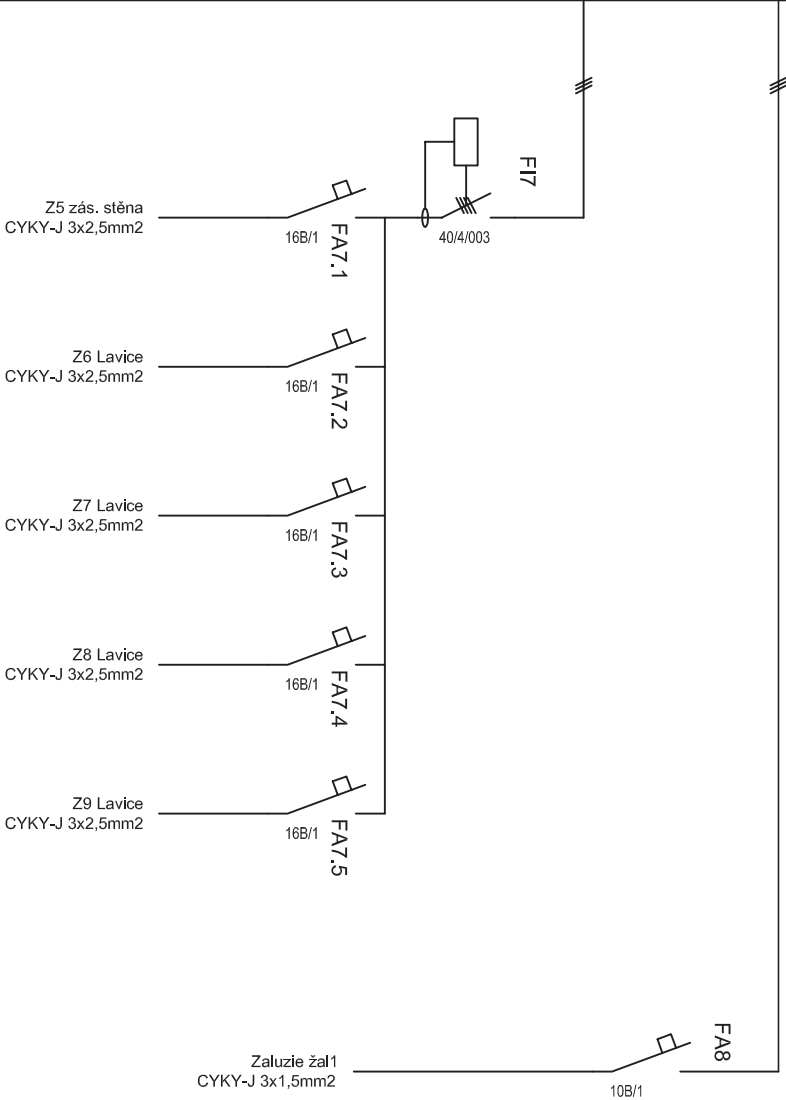 FI7
40/4/003
Z5 zás. stěna
CYKY-J 3x2,5mm2
16B/1
FA7.1
Z6 Lavice
CYKY-J 3x2,5mm2
16B/1
FA7.2
Z7 Lavice
CYKY-J 3x2,5mm2
16B/1
FA7.3
Z8 Lavice
CYKY-J 3x2,5mm2
16B/1
FA7.4
Z9 Lavice
CYKY-J 3x2,5mm2
16B/1
FA7.5
Zaluzie žal1
CYKY-J 3x1,5mm2
10B/1
FA8